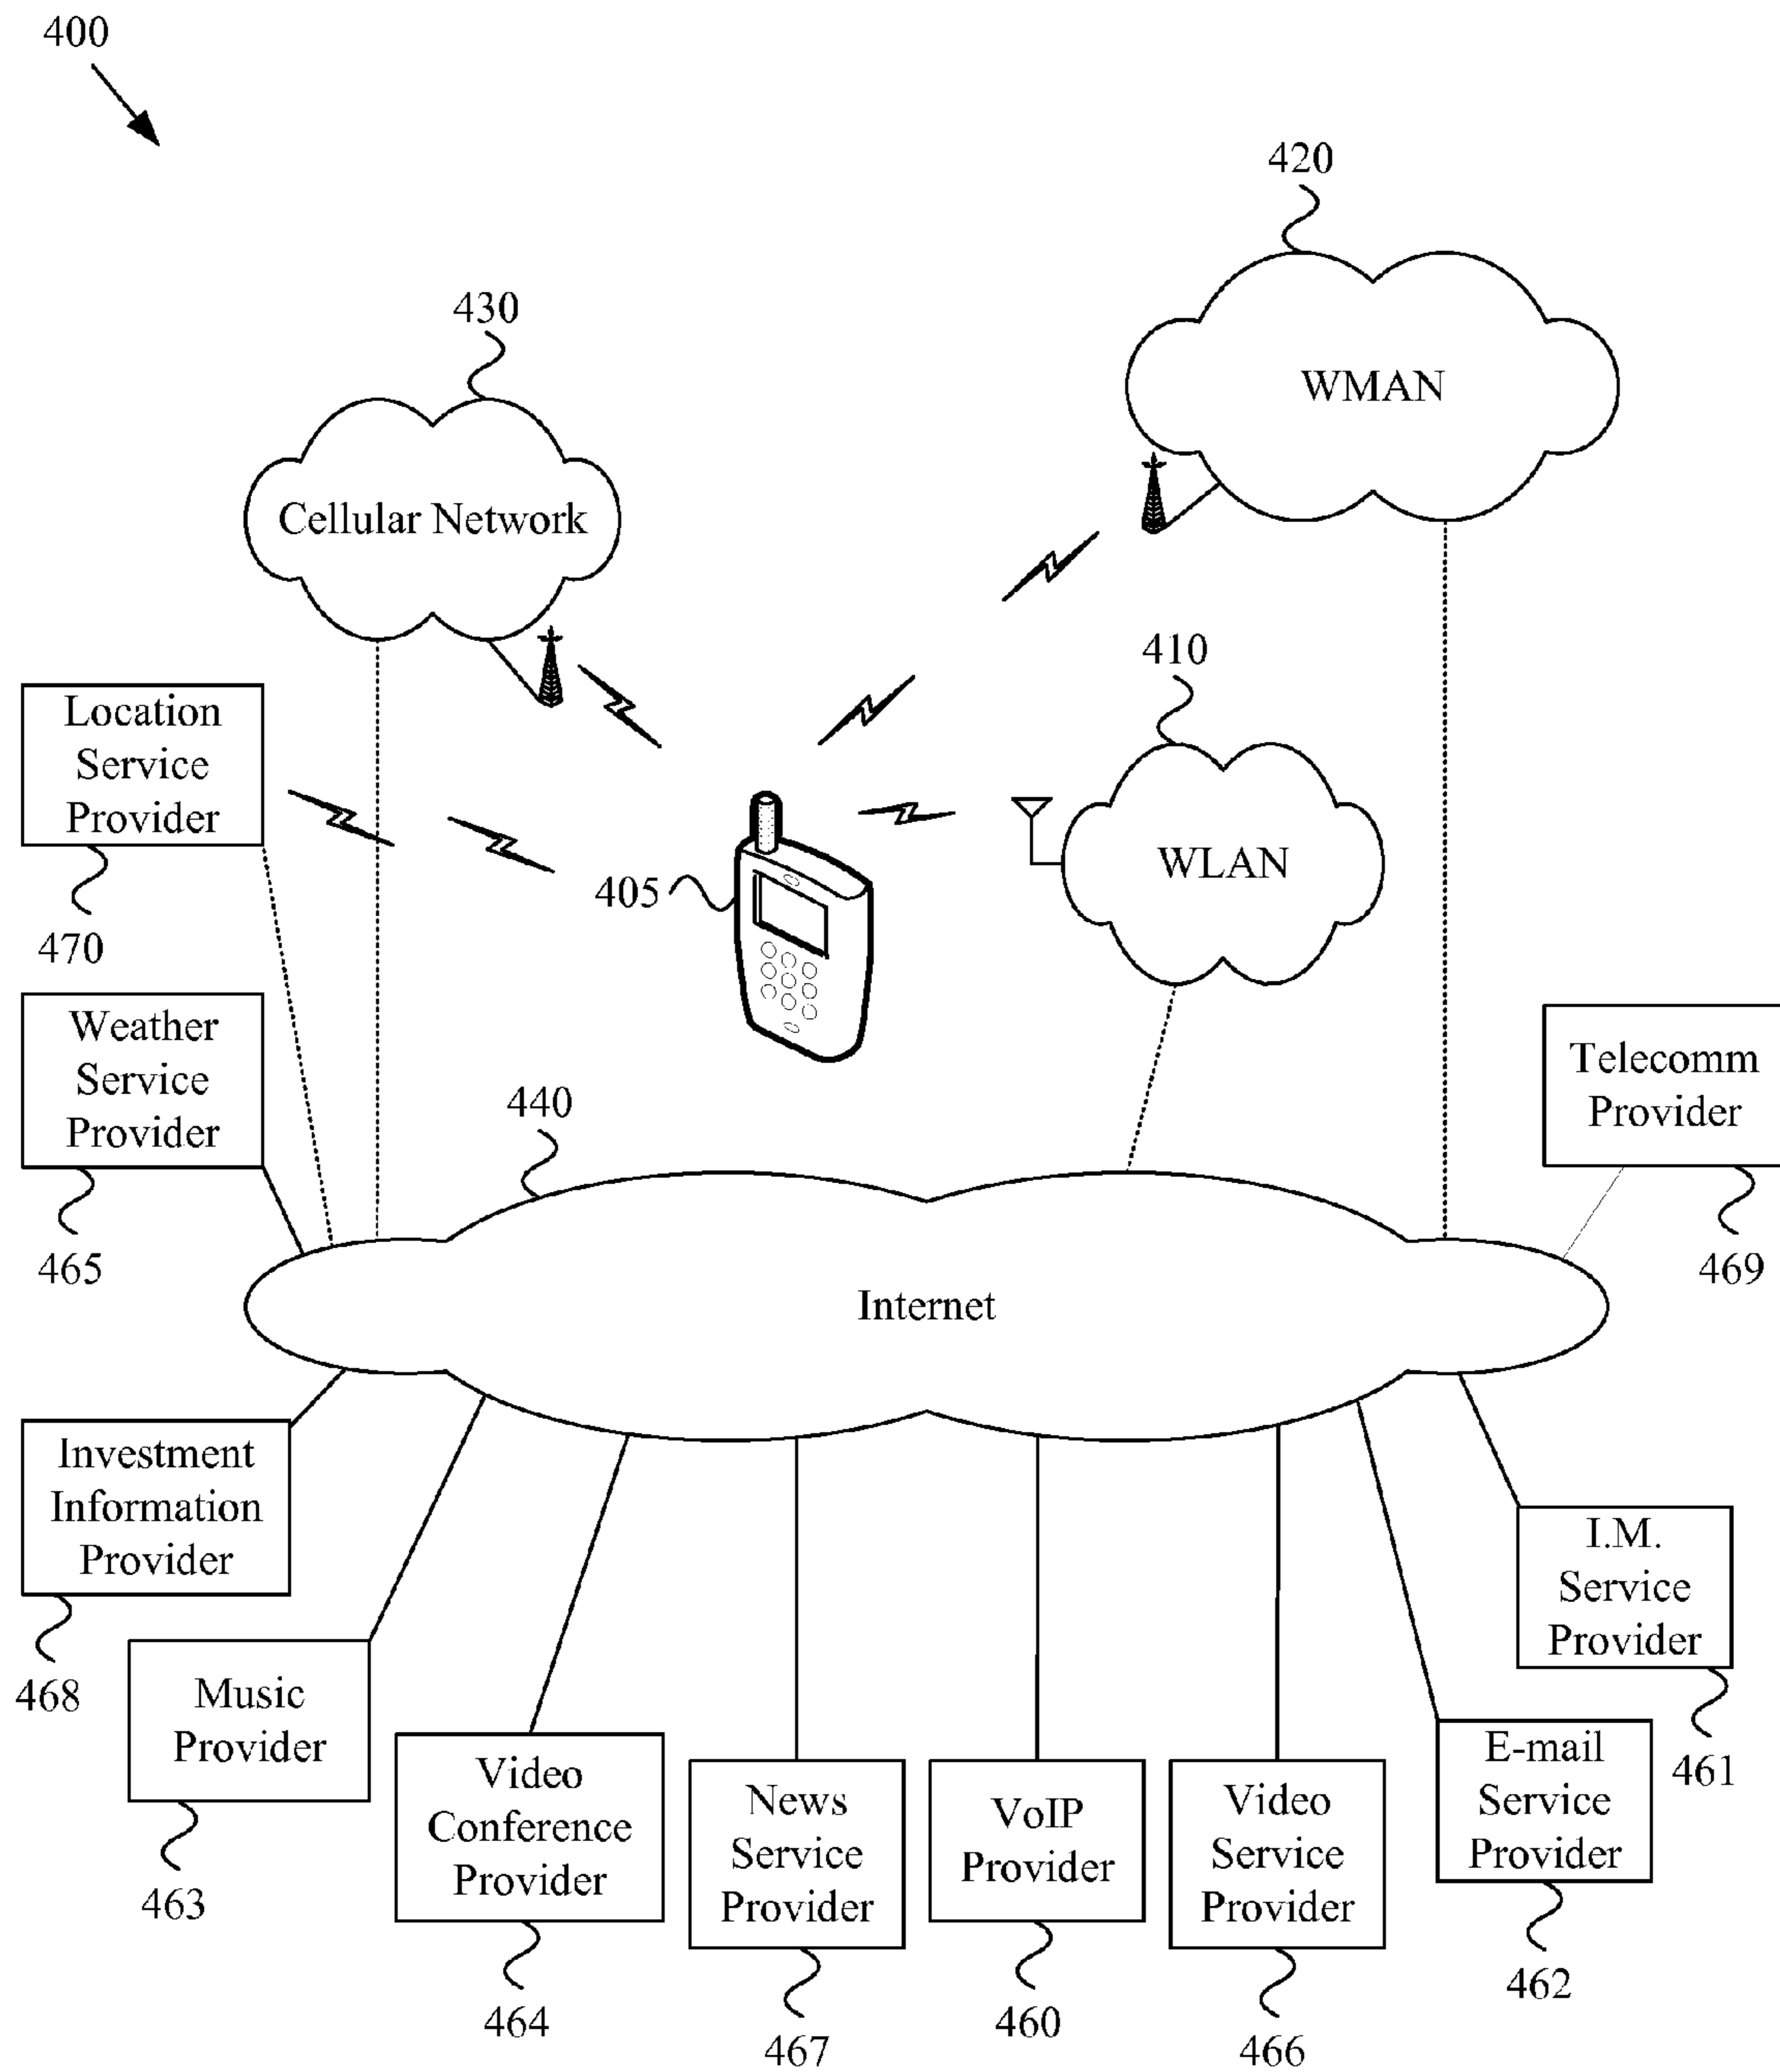 400
420
430
WMAN
Cellular Network
410
Location
Service
Provider
WLAN
405
470
Weather
Service
Provider
Telecomm
Provider
440
465
469
Internet
Investment
Information
Provider
I.M.
Service
Provider
468
Music
Provider
E-mail
Service
Provider
461
Video
Conference
Provider
News
Service
Provider
VoIP
Provider
Video
Service
Provider
463
462
464
467
460
466